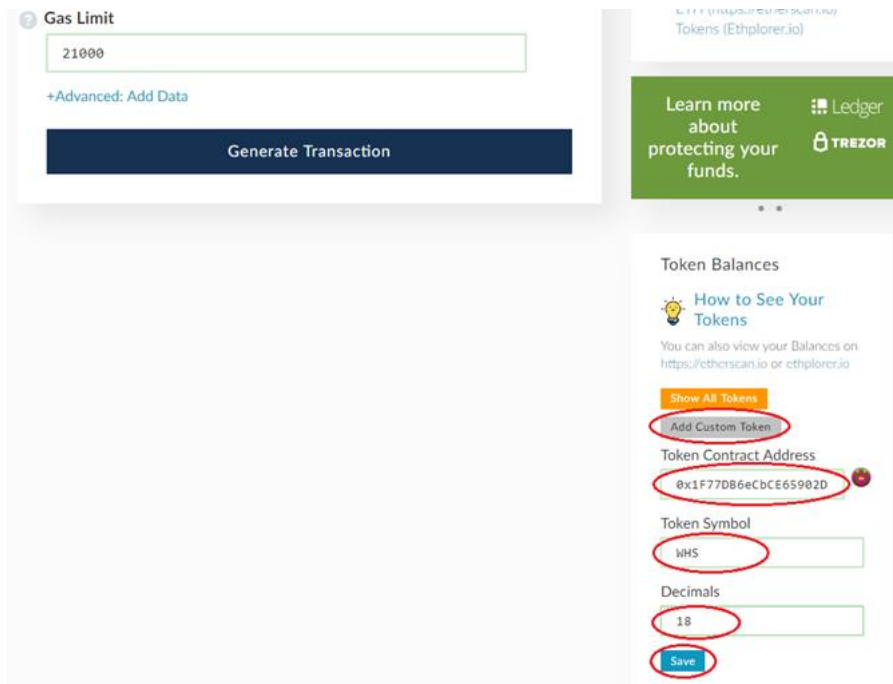 Gas Limit
21000
+Advanced: Add Data
Generate Transaction
Tokens (Ethplorer.io)
Learn more
about
protecting your
funds.
Ledger
TREZOR
Token Balances
How to See Your
Tokens
You can also view your Balances on
https://etherscan.io or ethplorer.io
Show All Tokens
Add Custom Token
Token Contract Address
0x1F77DB6eCbCE65902D
Token Symbol
WHS
Decimals
18
Save